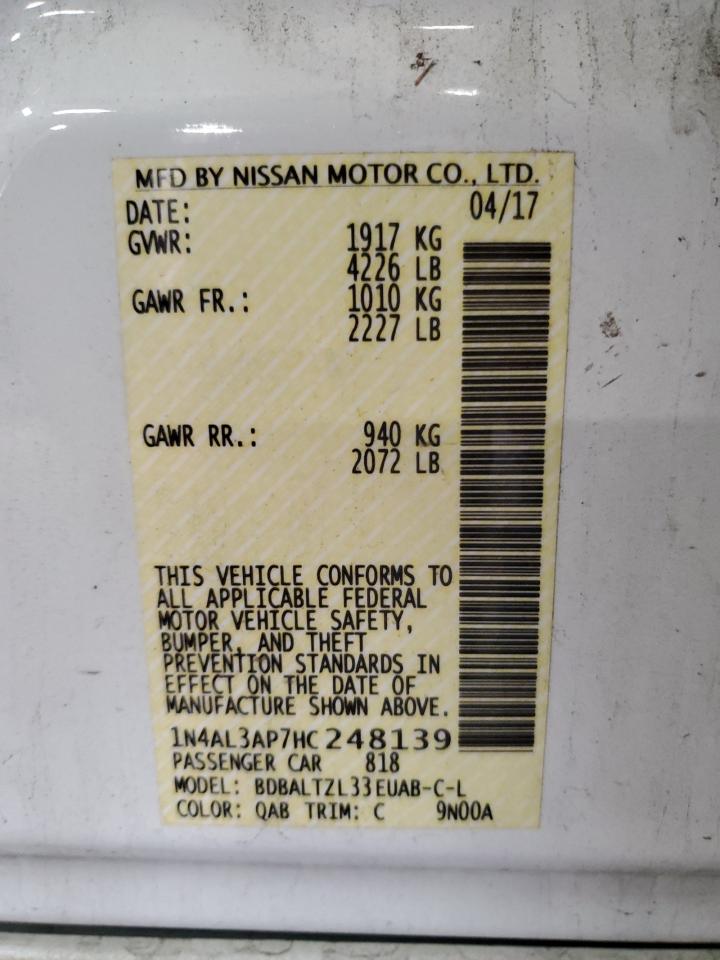 MFD BY NISSAN MOTOR CO., LTD.
DATE: 04/17
GVWR: 1917 KG
4226 LB
GAWR FR.: 1010 KG
2227 LB
GAWR RR.: 940 KG
2072 LB
THIS VEHICLE CONFORMS TO
ALL APPLICABLE FEDERAL
MOTOR VEHICLE SAFETY,
BUMPER, AND THEFT
PREVENTION STANDARDS IN
EFFECT ON THE DATE OF
MANUFACTURE SHOWN ABOVE.
1N4AL3AP7HC248139
PASSENGER CAR 818
MODEL: BDBALTZL33EUAB-C-L
COLOR: QAB TRIM: C 9N00A